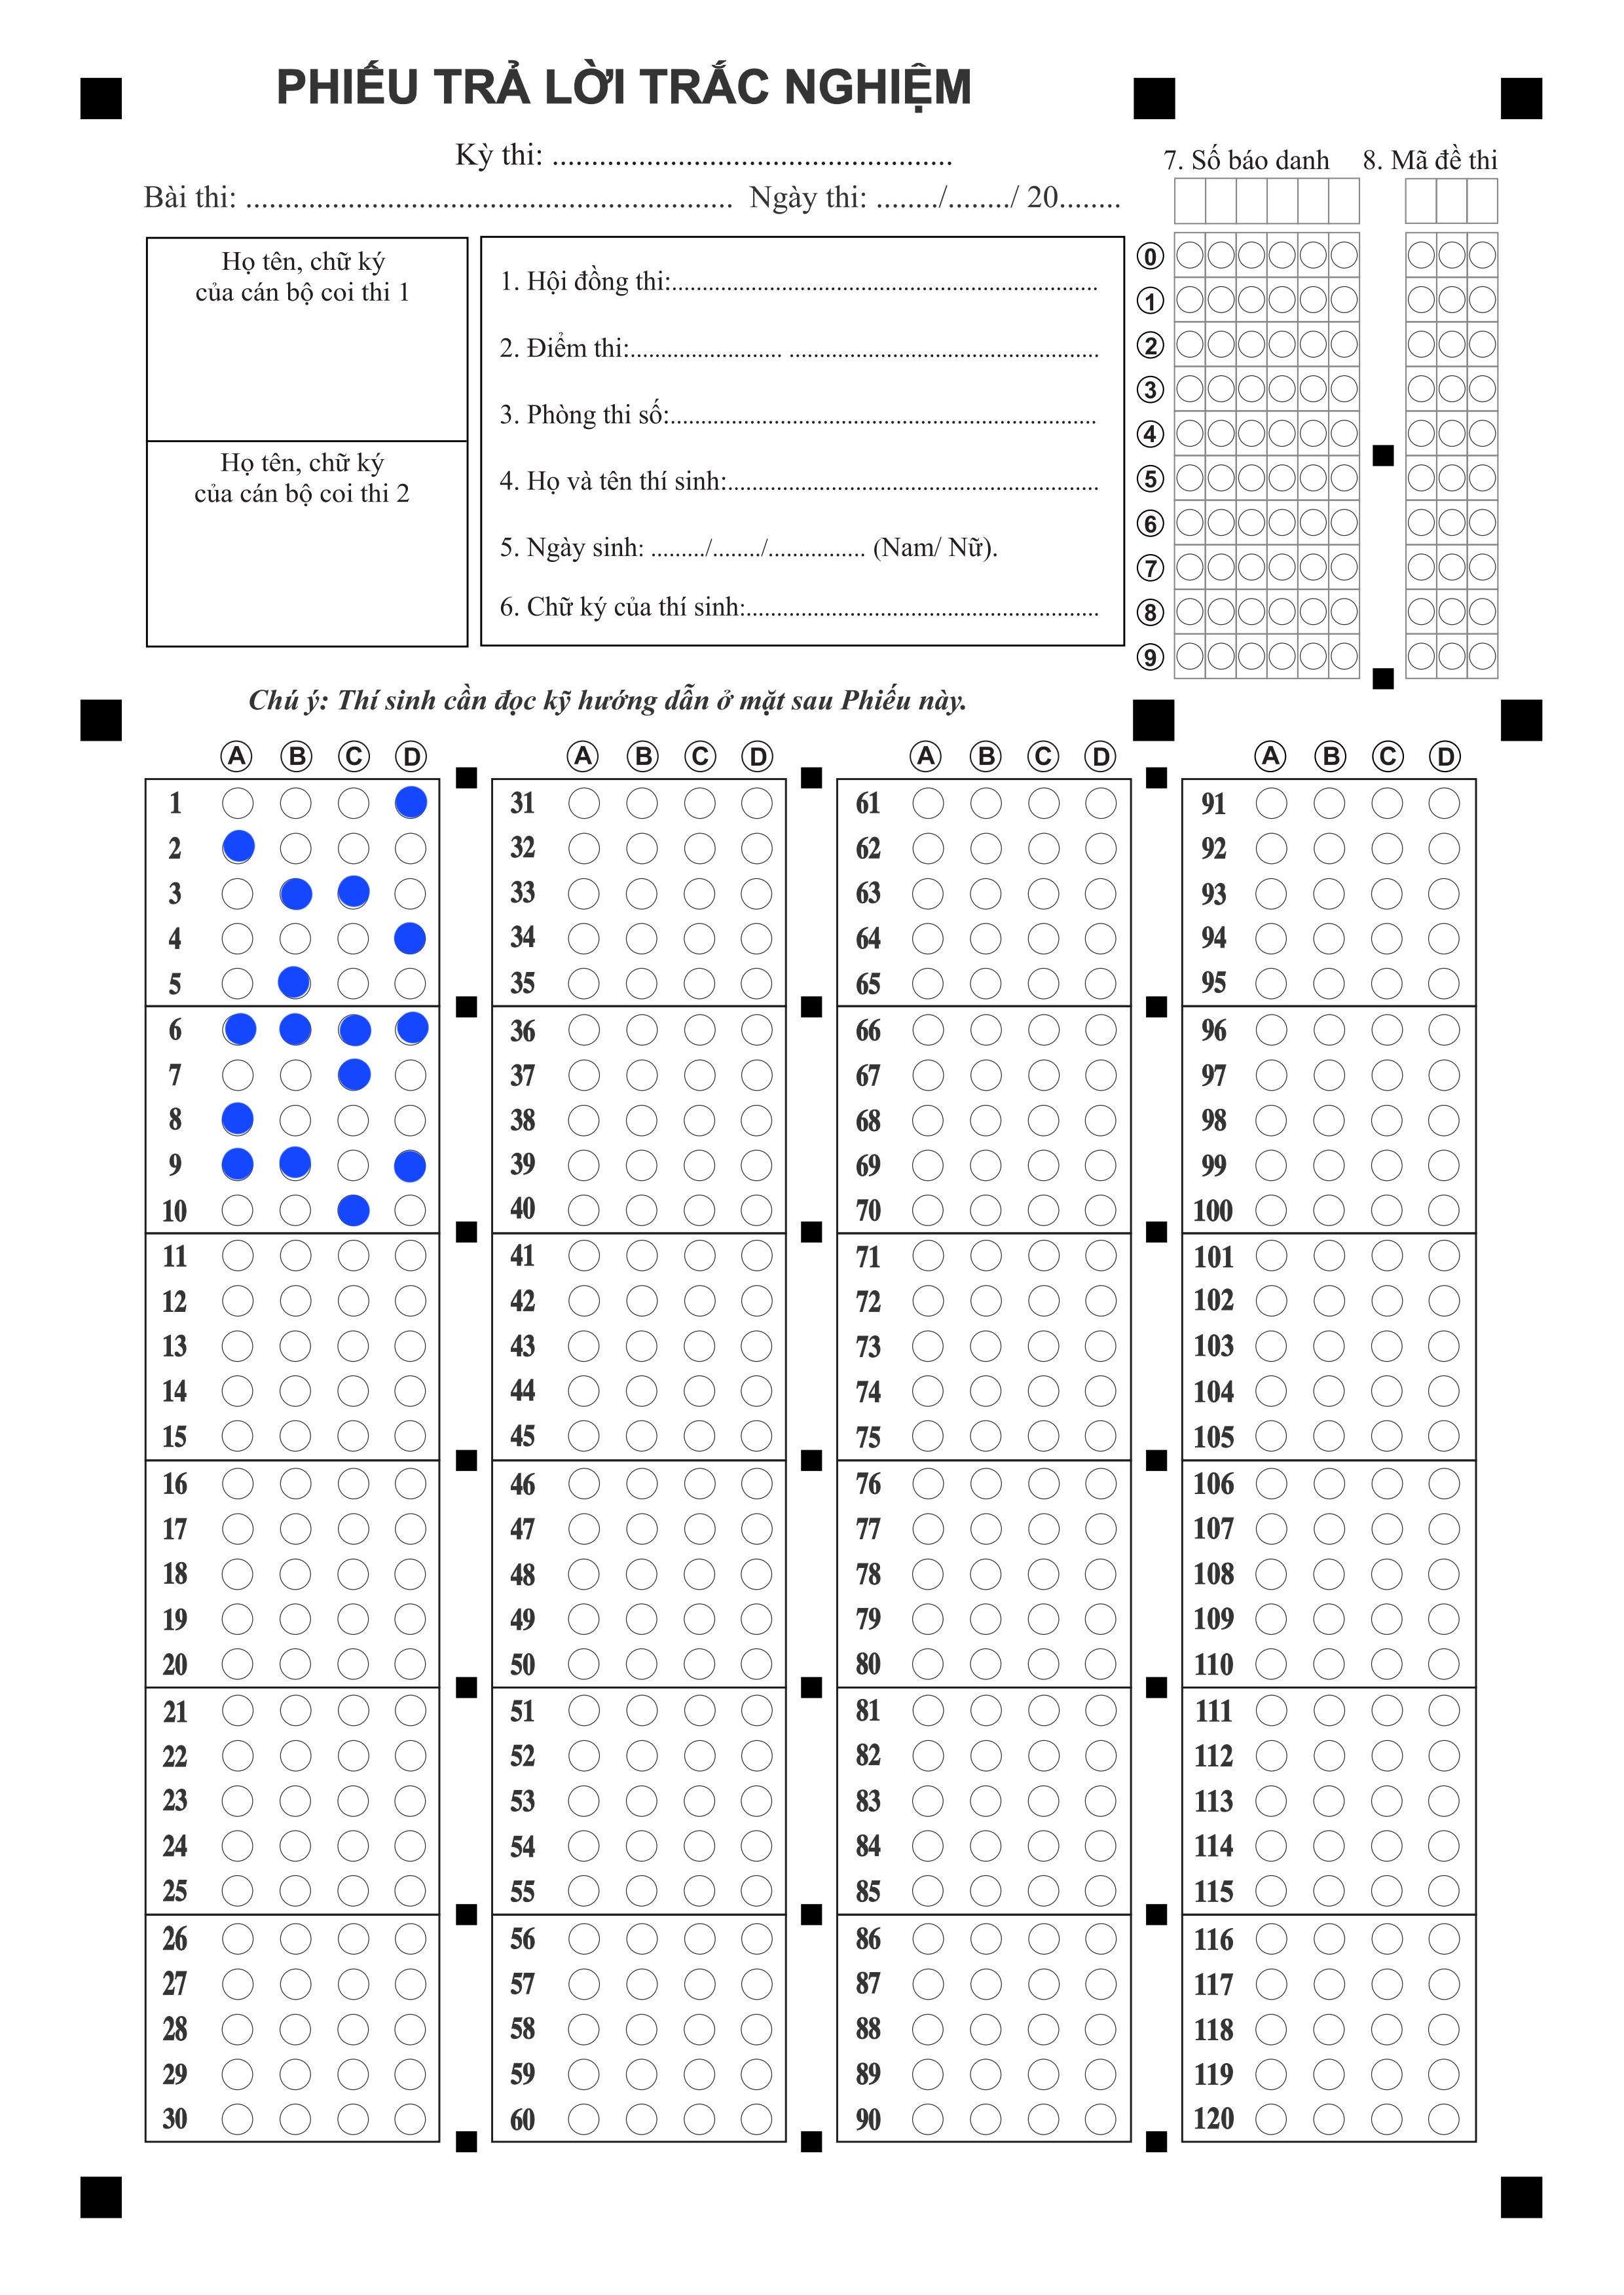 PHIẾU TRẢ LỜI TRẮC NGHIỆM
Kỳ thi: ...................................................
Bài thi: .............................................................. Ngày thi: ......../......../ 20........
7. Số báo danh 8. Mã đề thi
Họ tên, chữ ký
của cán bộ coi thi 1
Họ tên, chữ ký
của cán bộ coi thi 2
1. Hội đồng thi:......................................................................
2. Điểm thi:......................... ...................................................
3. Phòng thi số:......................................................................
4. Họ và tên thí sinh:.............................................................
5. Ngày sinh: ........./......../................ (Nam/ Nữ).
6. Chữ ký của thí sinh:..........................................................
0
1
2
3
4
5
6
7
8
9
Chú ý: Thí sinh cần đọc kỹ hướng dẫn ở mặt sau Phiếu này.
A B C D A B C D A B C D A B C D
1 31 61 91
2 32 62 92
3 33 63 93
4 34 64 94
5 35 65 95
6 36 66 96
7 37 67 97
8 38 68 98
9 39 69 99
10 40 70 100
11 41 71 101
12 42 72 102
13 43 73 103
14 44 74 104
15 45 75 105
16 46 76 106
17 47 77 107
18 48 78 108
19 49 79 109
20 50 80 110
21 51 81 111
22 52 82 112
23 53 83 113
24 54 84 114
25 55 85 115
26 56 86 116
27 57 87 117
28 58 88 118
29 59 89 119
30 60 90 120